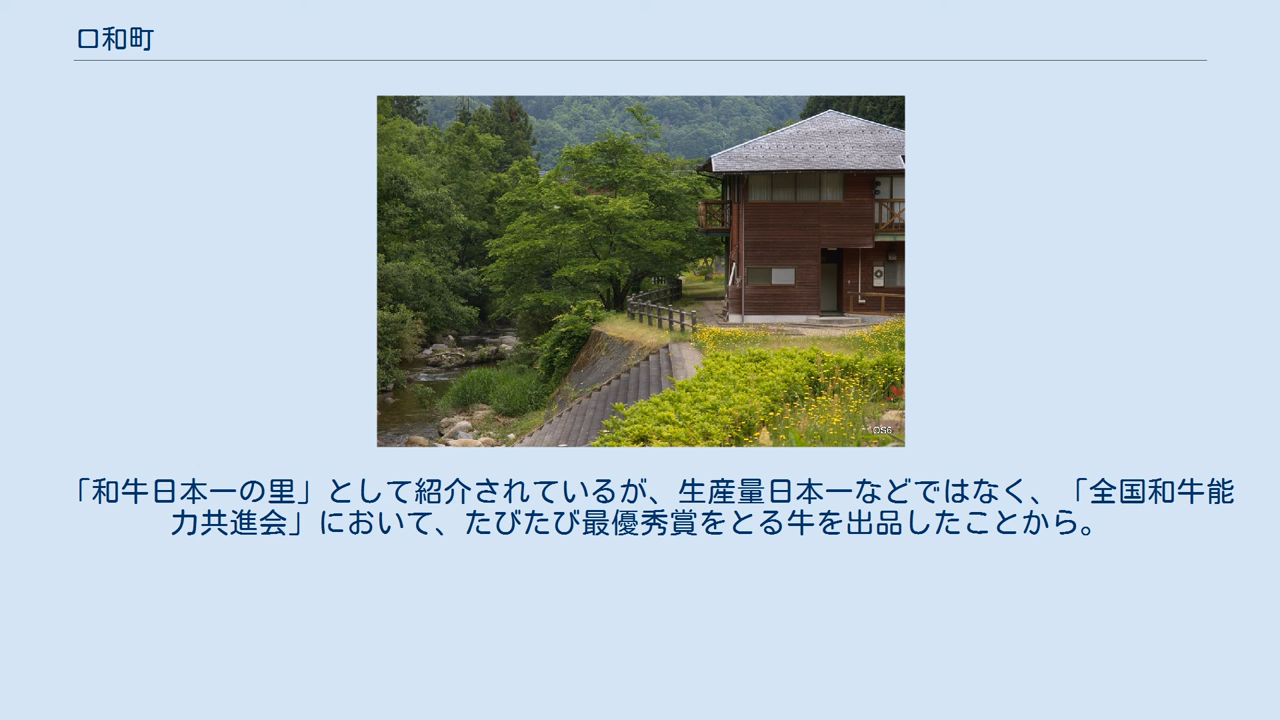 口和町
OS6
「和牛日本一の里」として紹介されているが、生産量日本一などではなく、「全国和牛能
力共進会」において、たびたび最優秀賞をとる牛を出品したことから。